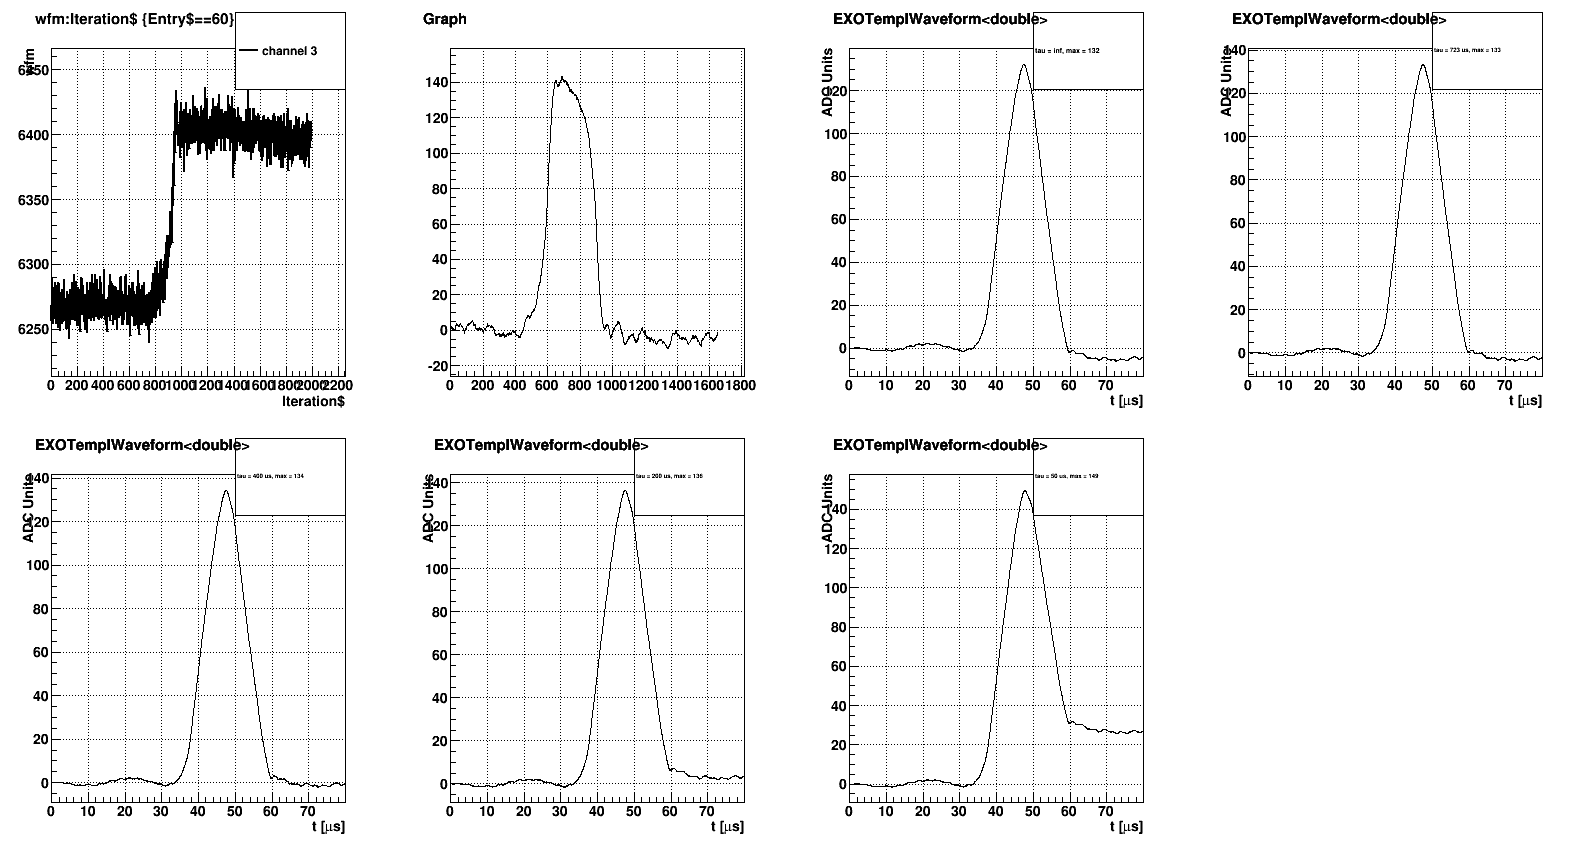 wfm:Iteration$ {Entry$==60}
channel 3
wfm
6450
6400
6350
6300
6250
0 200 400 600 800 1000 1200 1400 1600 1800 2000 2200
Iteration$
Graph
140
120
100
80
60
40
20
0
-20
0 200 400 600 800 1000 1200 1400 1600 1800
EXOTemplWaveform<double>
tau = inf, max = 132
ADC Units
120
100
80
60
40
20
0
0 10 20 30 40 50 60 70
t [μs]
EXOTemplWaveform<double>
tau = 723 us, max = 133
ADC Units
140
120
100
80
60
40
20
0
0 10 20 30 40 50 60 70
t [μs]
EXOTemplWaveform<double>
tau = 400 us, max = 134
ADC Units
140
120
100
80
60
40
20
0
0 10 20 30 40 50 60 70
t [μs]
EXOTemplWaveform<double>
tau = 200 us, max = 136
ADC Units
140
120
100
80
60
40
20
0
0 10 20 30 40 50 60 70
t [μs]
EXOTemplWaveform<double>
tau = 50 us, max = 149
ADC Units
140
120
100
80
60
40
20
0
0 10 20 30 40 50 60 70
t [μs]